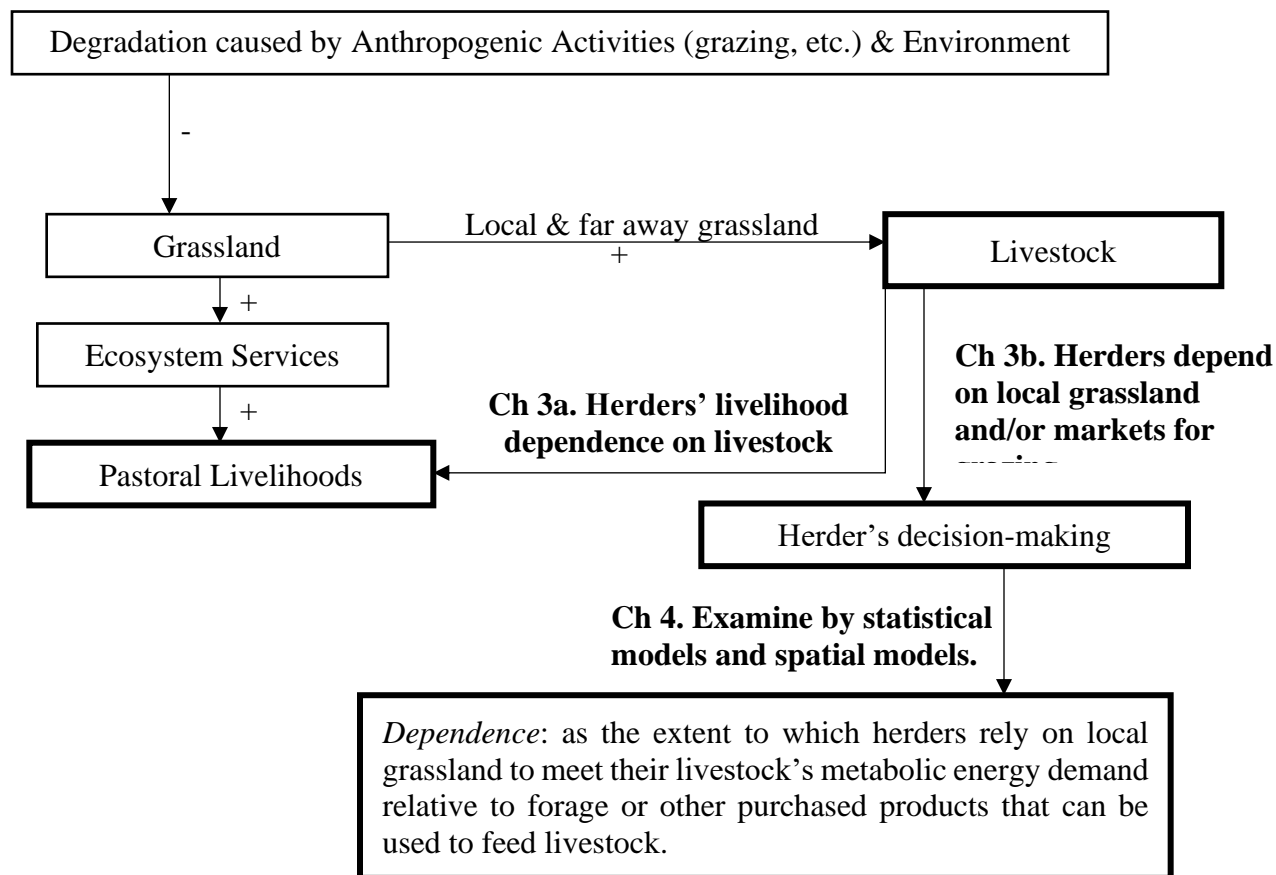 Degradation caused by Anthropogenic Activities (grazing, etc.) & Environment
-
Local & far away grassland
+
Grassland
Livestock
+
Ecosystem Services
+
Pastoral Livelihoods
Ch 3a. Herders’ livelihood
dependence on livestock
Ch 3b. Herders depend
on local grassland
and/or markets for
Herder’s decision-making
Ch 4. Examine by statistical
models and spatial models.
Dependence: as the extent to which herders rely on local
grassland to meet their livestock’s metabolic energy demand
relative to forage or other purchased products that can be
used to feed livestock.